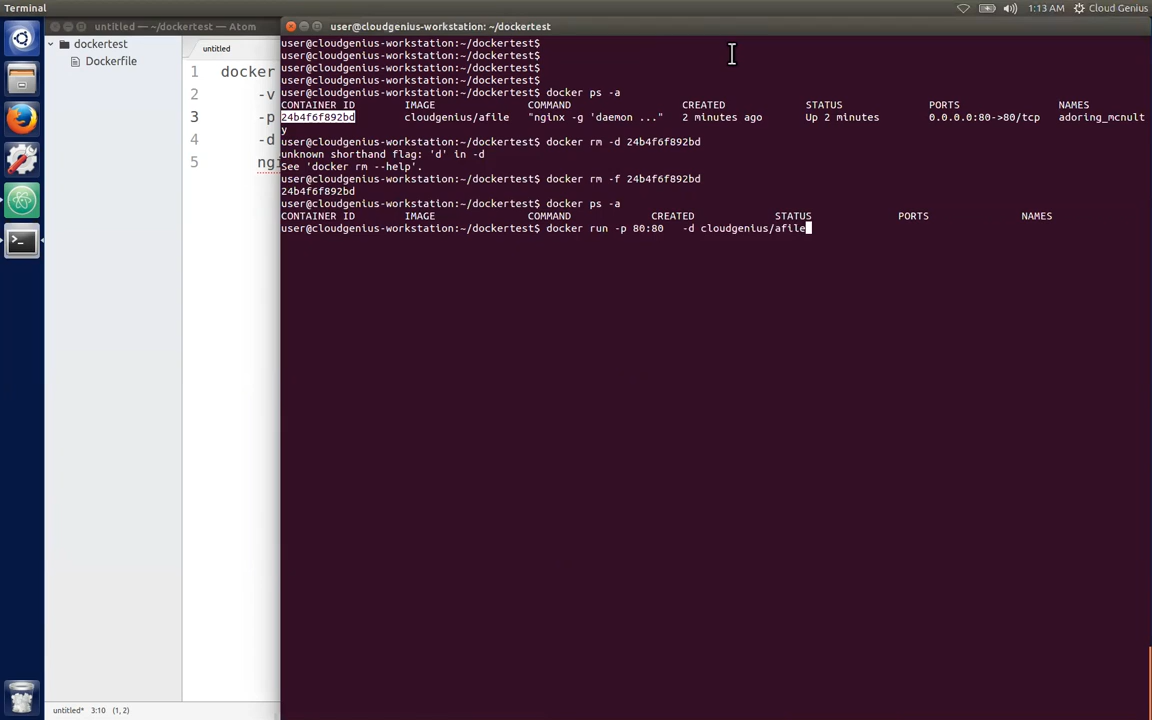 Terminal
1:13 AM Cloud Genius
untitled — ~/dockertest — Atom
user@cloudgenius-workstation: ~/dockertest
dockertest
Dockerfile
untitled
1 docker
2 -v
3 -p
4 -d
5 ngi
untitled* 3:10 (1, 2)
user@cloudgenius-workstation:~/dockertest$
user@cloudgenius-workstation:~/dockertest$
user@cloudgenius-workstation:~/dockertest$
user@cloudgenius-workstation:~/dockertest$
user@cloudgenius-workstation:~/dockertest$ docker ps -a
CONTAINER ID IMAGE COMMAND CREATED STATUS PORTS NAMES
24b4f6f892bd cloudgenius/afile "nginx -g 'daemon ..." 2 minutes ago Up 2 minutes 0.0.0.0:80->80/tcp adoring_mcnult
y
user@cloudgenius-workstation:~/dockertest$ docker rm -d 24b4f6f892bd
unknown shorthand flag: 'd' in -d
See 'docker rm --help'.
user@cloudgenius-workstation:~/dockertest$ docker rm -f 24b4f6f892bd
24b4f6f892bd
user@cloudgenius-workstation:~/dockertest$ docker ps -a
CONTAINER ID IMAGE COMMAND CREATED STATUS PORTS NAMES
user@cloudgenius-workstation:~/dockertest$ docker run -p 80:80 -d cloudgenius/afile